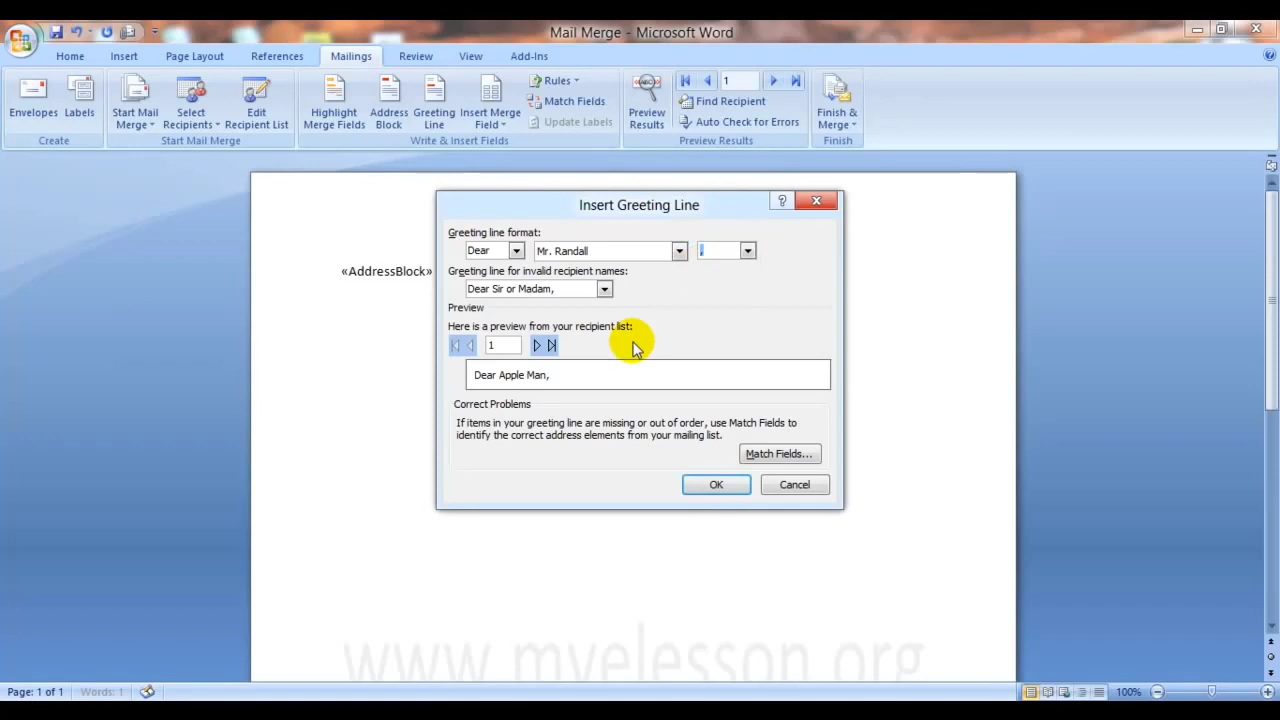 Mail Merge - Microsoft Word
Home Insert Page Layout References Mailings Review View Add-Ins
Envelopes Labels Start Mail Merge Select Recipients Edit Recipient List Highlight Merge Fields Address Block Greeting Line Insert Merge Field Rules Match Fields Update Labels Preview Results 1 Find Recipient Auto Check for Errors Finish & Merge
Create Start Mail Merge Write & Insert Fields Preview Results Finish
«AddressBlock»
Insert Greeting Line
Greeting line format:
Dear Mr. Randall ,
Greeting line for invalid recipient names:
Dear Sir or Madam,
Preview
Here is a preview from your recipient list:
1
Dear Apple Man,
Correct Problems
If items in your greeting line are missing or out of order, use Match Fields to
identify the correct address elements from your mailing list.
Match Fields...
OK Cancel
www.myelesson.org
Page: 1 of 1 Words: 1 100%